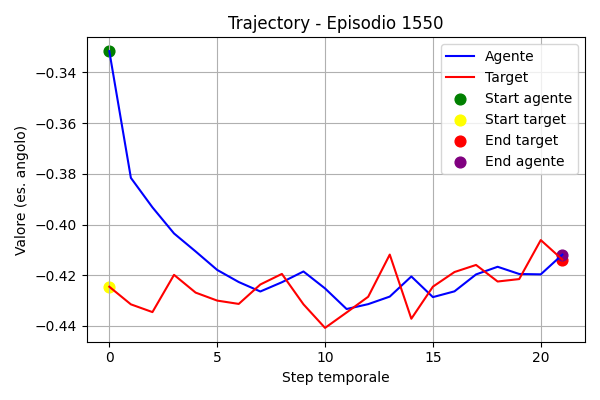 Trajectory - Episodio 1550
Valore (es. angolo)
−0.34
−0.36
−0.38
−0.40
−0.42
−0.44
0
5
10
15
20
Step temporale
Agente
Target
Start agente
Start target
End target
End agente